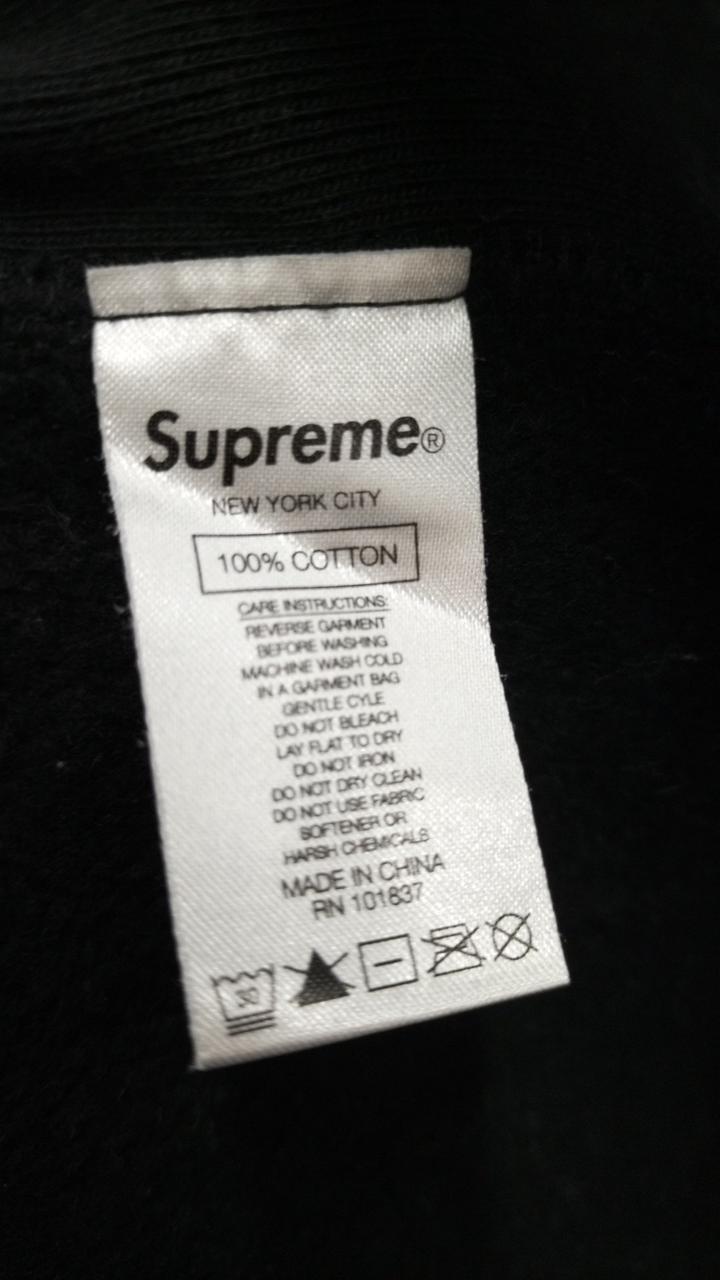 Supreme®
NEW YORK CITY
100% COTTON
CARE INSTRUCTIONS:
REVERSE GARMENT
BEFORE WASHING
MACHINE WASH COLD
IN A GARMENT BAG
GENTLE CYLE
DO NOT BLEACH
LAY FLAT TO DRY
DO NOT IRON
DO NOT DRY CLEAN
DO NOT USE FABRIC
SOFTENER OR
HARSH CHEMICALS
MADE IN CHINA
RN 101837
30